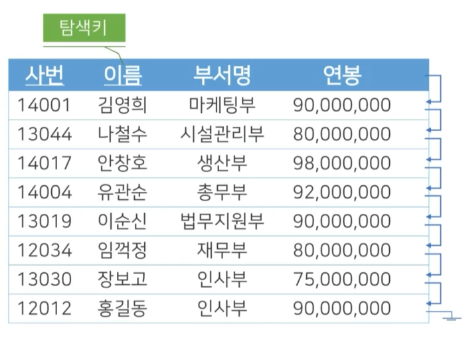 탐색키
사번 이름 부서명 연봉
14001 김영희 마케팅부 90,000,000
13044 나철수 시설관리부 80,000,000
14017 안창호 생산부 98,000,000
14004 유관순 총무부 92,000,000
13019 이순신 법무지원부 90,000,000
12034 임꺽정 재무부 80,000,000
13030 장보고 인사부 75,000,000
12012 홍길동 인사부 90,000,000